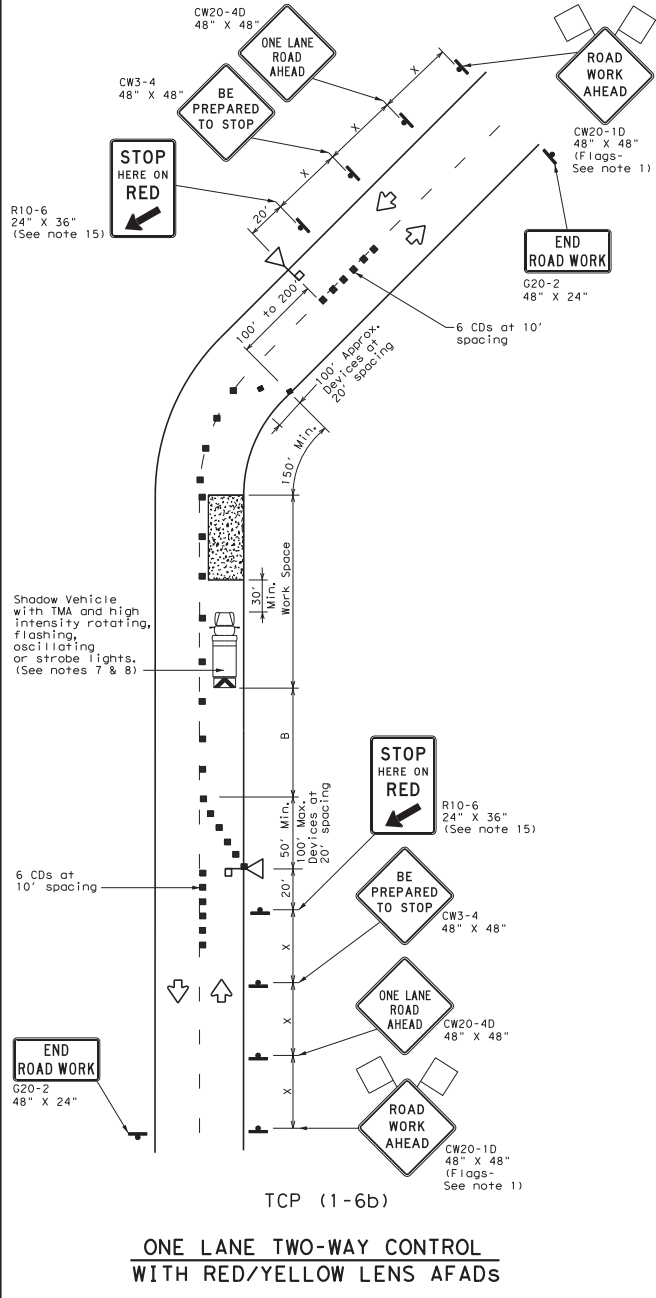 CW20-4D
48" X 48"
ONE LANE
ROAD
AHEAD
X
ROAD
WORK
AHEAD
CW20-1D
48" X 48"
(Flags-
See note 1)
CW3-4
48" X 48"
BE
PREPARED
TO STOP
X
X
STOP
HERE ON
RED
R10-6
24" X 36"
(See note 15)
20'
END
ROAD WORK
G20-2
48" X 24"
100' to 200'
6 CDs at 10'
spacing
100' Approx.
Devices at
20' spacing
150' Min.
Work Space
30'
Min.
Shadow Vehicle
with TMA and high
intensity rotating,
flashing,
oscillating
or strobe lights.
(See notes 7 & 8)
B
50' Min.
100' Max.
Devices at
20' spacing
STOP
HERE ON
RED
R10-6
24" X 36"
(See note 15)
6 CDs at
10' spacing
20'
BE
PREPARED
TO STOP
CW3-4
48" X 48"
X
ONE LANE
ROAD
AHEAD
CW20-4D
48" X 48"
X
END
ROAD WORK
G20-2
48" X 24"
X
ROAD
WORK
AHEAD
CW20-1D
48" X 48"
(Flags-
See note 1)
TCP (1-6b)
ONE LANE TWO-WAY CONTROL
WITH RED/YELLOW LENS AFADs